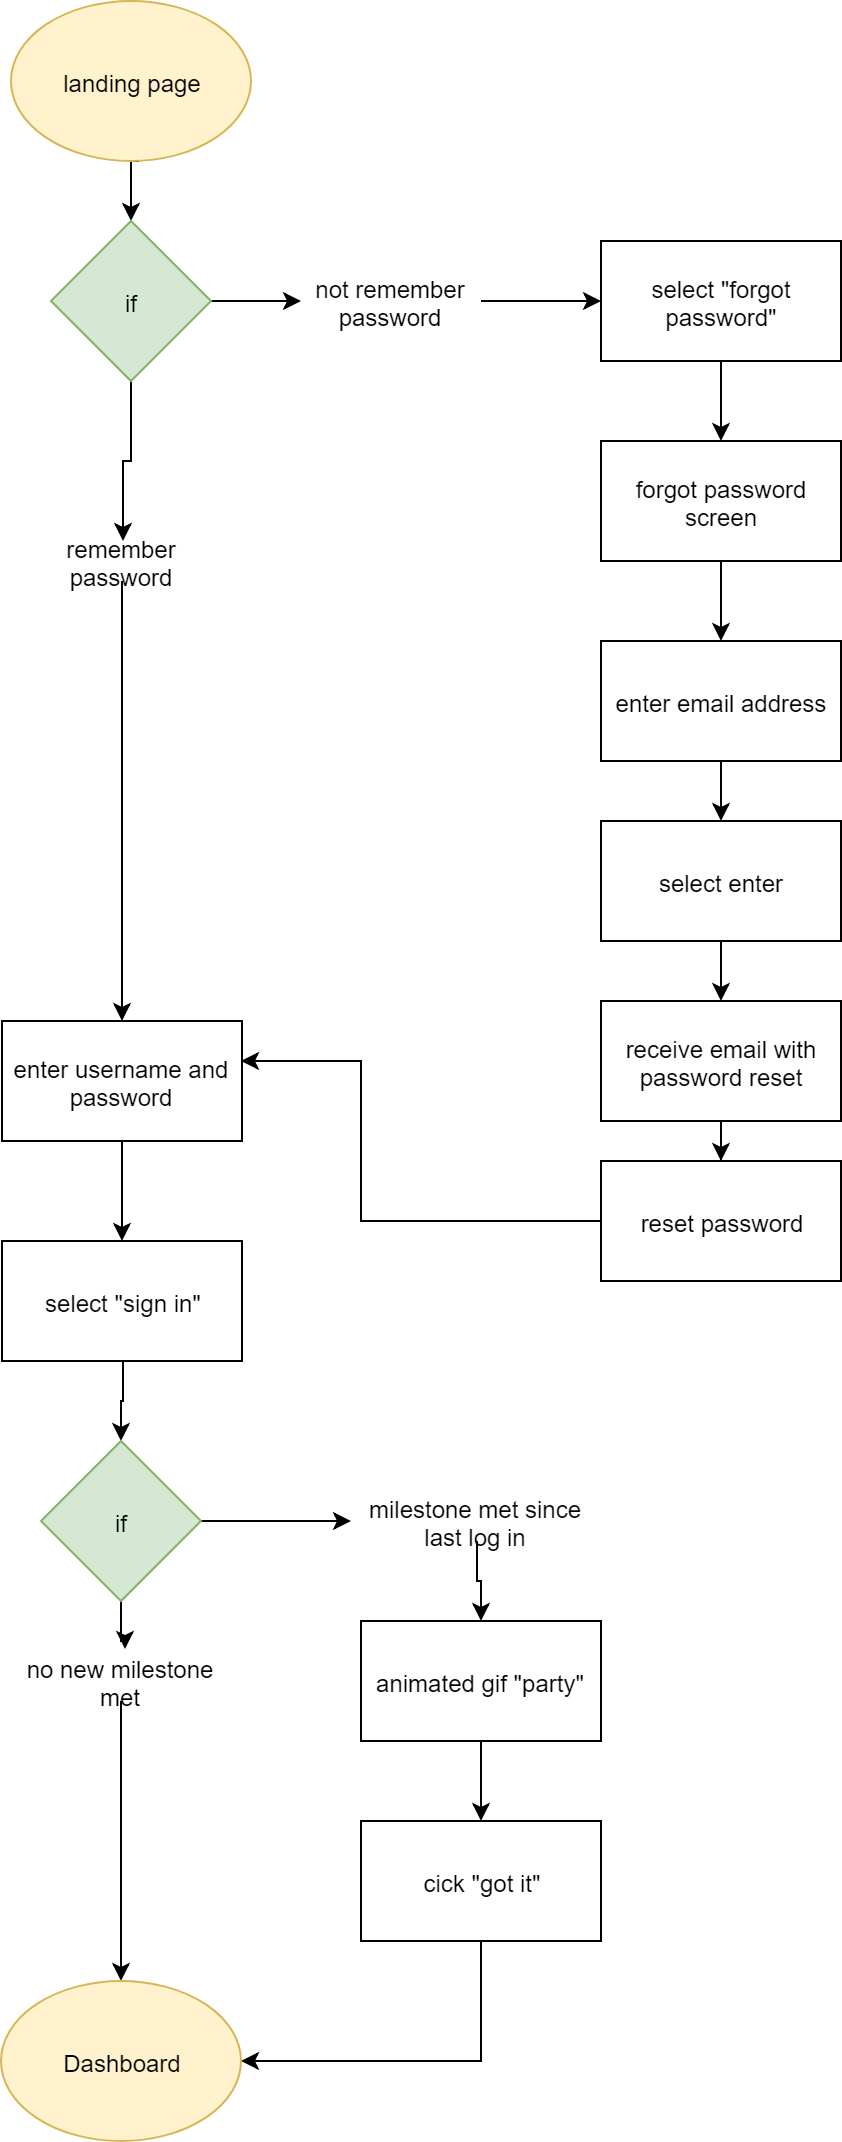 landing page
if
not remember
password
select "forgot
password"
forgot password
screen
remember
password
enter email address
select enter
receive email with
password reset
enter username and
password
reset password
select "sign in"
if
milestone met since
last log in
no new milestone
met
animated gif "party"
cick "got it"
Dashboard